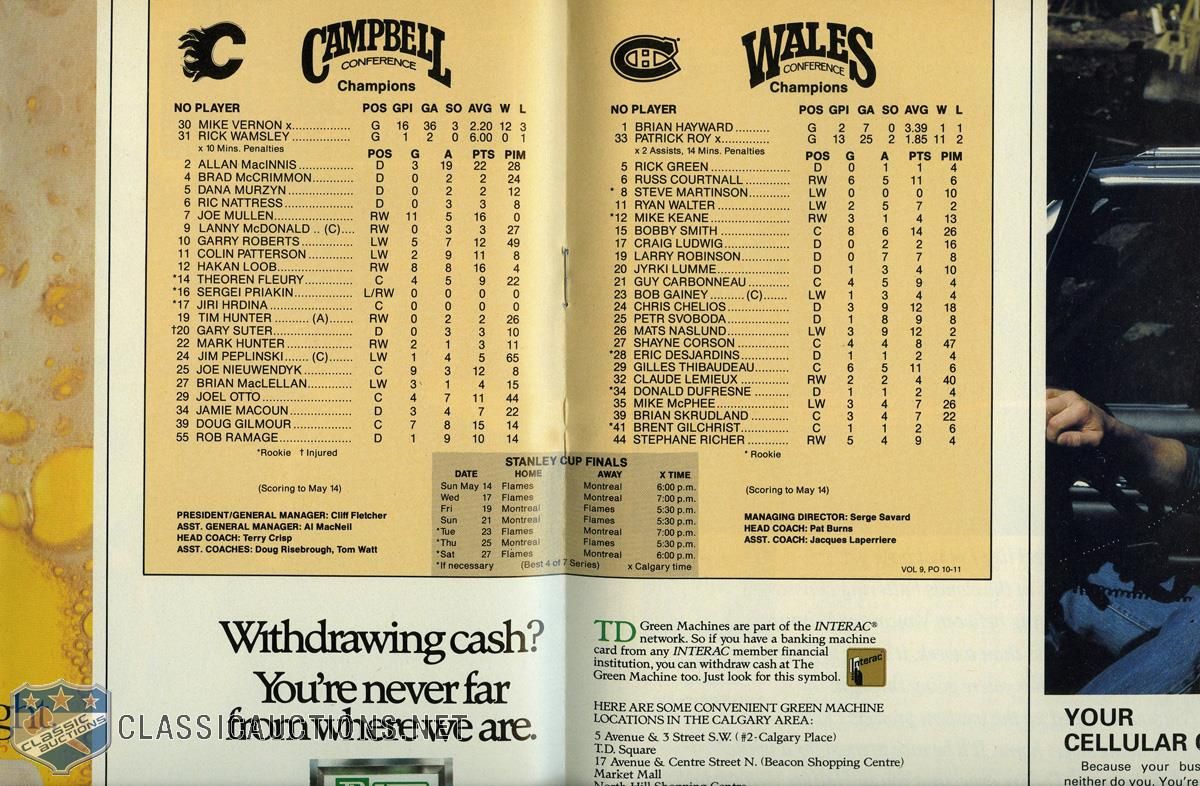 CAMPBELL
CONFERENCE
Champions
NO PLAYER POS GPI GA SO AVG W L
30 MIKE VERNON x................ G 16 36 3 2.20 12 3
31 RICK WAMSLEY ................ G 1 2 0 6.00 0 1
x 10 Mins. Penalties
POS G A PTS PIM
2 ALLAN MacINNIS................ D 3 19 22 28
4 BRAD McCRIMMON............. D 0 2 2 24
5 DANA MURZYN ................. D 0 2 2 12
6 RIC NATTRESS.................. D 0 3 3 8
7 JOE MULLEN.................... RW 11 5 16 0
9 LANNY McDONALD .. (C).... RW 0 3 3 27
10 GARRY ROBERTS .............. LW 5 7 12 49
11 COLIN PATTERSON ............ LW 2 9 11 8
12 HAKAN LOOB................... RW 8 8 16 4
*14 THEOREN FLEURY............. C 4 5 9 22
*16 SERGEI PRIAKIN............... L/RW 0 0 0 0
*17 JIRI HRDINA .................... C 0 0 0 0
19 TIM HUNTER ........... (A).... RW 0 2 2 26
†20 GARY SUTER................... D 0 3 3 10
22 MARK HUNTER ................ RW 2 1 3 11
24 JIM PEPLINSKI ....... (C).... LW 1 4 5 65
25 JOE NIEUWENDYK............ C 9 3 12 8
27 BRIAN MacLELLAN............ LW 3 1 4 15
29 JOEL OTTO..................... C 4 7 11 44
34 JAMIE MACOUN............... D 3 4 7 22
39 DOUG GILMOUR .............. C 7 8 15 14
55 ROB RAMAGE.................. D 1 9 10 14
*Rookie † Injured
(Scoring to May 14)
PRESIDENT/GENERAL MANAGER: Cliff Fletcher
ASST. GENERAL MANAGER: Al MacNeil
HEAD COACH: Terry Crisp
ASST. COACHES: Doug Risebrough, Tom Watt
WALES
CONFERENCE
Champions
NO PLAYER POS GPI GA SO AVG W L
1 BRIAN HAYWARD .......... G 2 7 0 3.39 1 1
33 PATRICK ROY x............. G 13 25 2 1.85 11 2
x 2 Assists, 14 Mins. Penalties
POS G A PTS PIM
5 RICK GREEN ................ D 0 1 1 4
6 RUSS COURTNALL ........ RW 6 5 11 6
* 8 STEVE MARTINSON........ LW 0 0 0 10
11 RYAN WALTER ............. LW 2 5 7 2
*12 MIKE KEANE ................ RW 3 1 4 13
15 BOBBY SMITH .............. C 8 6 14 26
17 CRAIG LUDWIG............. D 0 2 2 16
19 LARRY ROBINSON......... D 0 7 7 8
20 JYRKI LUMME............... D 1 3 4 10
21 GUY CARBONNEAU........ C 4 5 9 4
23 BOB GAINEY .......... (C).... LW 1 3 4 4
24 CHRIS CHELIOS ............ D 3 9 12 18
25 PETR SVOBODA............ D 1 8 9 8
26 MATS NASLUND............ LW 3 9 12 2
27 SHAYNE CORSON .......... C 4 4 8 47
*28 ERIC DESJARDINS.......... D 1 1 2 4
29 GILLES THIBAUDEAU....... C 6 5 11 6
32 CLAUDE LEMIEUX .......... RW 2 2 4 40
*34 DONALD DUFRESNE ....... D 1 1 2 4
35 MIKE McPHEE............... LW 3 4 7 26
39 BRIAN SKRUDLAND ........ C 3 4 7 22
*41 BRENT GILCHRIST.......... C 1 1 2 6
44 STEPHANE RICHER ........ RW 5 4 9 4
* Rookie
(Scoring to May 14)
MANAGING DIRECTOR: Serge Savard
HEAD COACH: Pat Burns
ASST. COACH: Jacques Laperriere
VOL 9, PO 10-11
STANLEY CUP FINALS
DATE HOME AWAY X TIME
Sun May 14 Flames Montreal 6:00 p.m.
Wed 17 Flames Montreal 7:00 p.m.
Fri 19 Montreal Flames 5:30 p.m.
Sun 21 Montreal Flames 5:30 p.m.
*Tue 23 Flames Montreal 7:00 p.m.
*Thu 25 Montreal Flames 5:30 p.m.
*Sat 27 Flames Montreal 6:00 p.m.
*If necessary (Best 4 of 7 Series) x Calgary time
Withdrawing cash?
You're never far
from where we are.
TD Green Machines are part of the INTERAC®
network. So if you have a banking machine
card from any INTERAC member financial
institution, you can withdraw cash at The
Green Machine too. Just look for this symbol.
Interac
HERE ARE SOME CONVENIENT GREEN MACHINE
LOCATIONS IN THE CALGARY AREA:
5 Avenue & 3 Street S.W. (#2-Calgary Place)
T.D. Square
17 Avenue & Centre Street N. (Beacon Shopping Centre)
Market Mall
North Hill Shopping Centre
YOUR
CELLULAR
Because your bus
neither do you. You're
CLASSIC
AUCTIONS
CLASSICAUCTIONS.NET